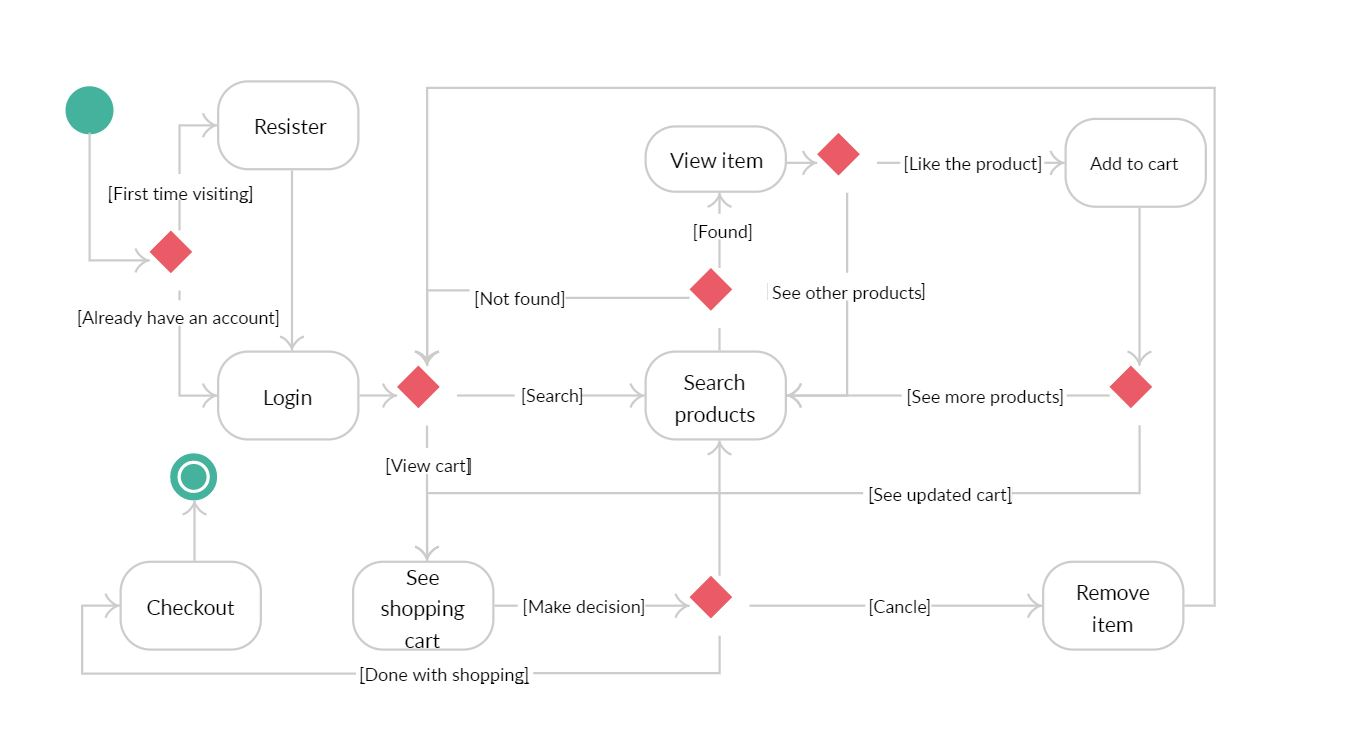 Resister
View item
[Like the product]
Add to cart
[First time visiting]
[Found]
[Not found]
See other products]
[Already have an account]
Login
[Search]
Search
products
[See more products]
[View cart]
[See updated cart]
Checkout
See
shopping
cart
[Make decision]
[Cancle]
Remove
item
[Done with shopping]